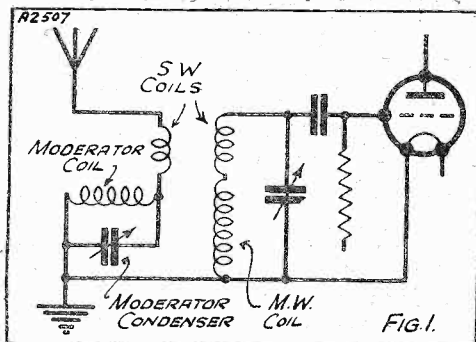 A2507
S W
COILS
MODERATOR
COIL
MODERATOR
CONDENSER
M.W.
COIL
FIG.1.